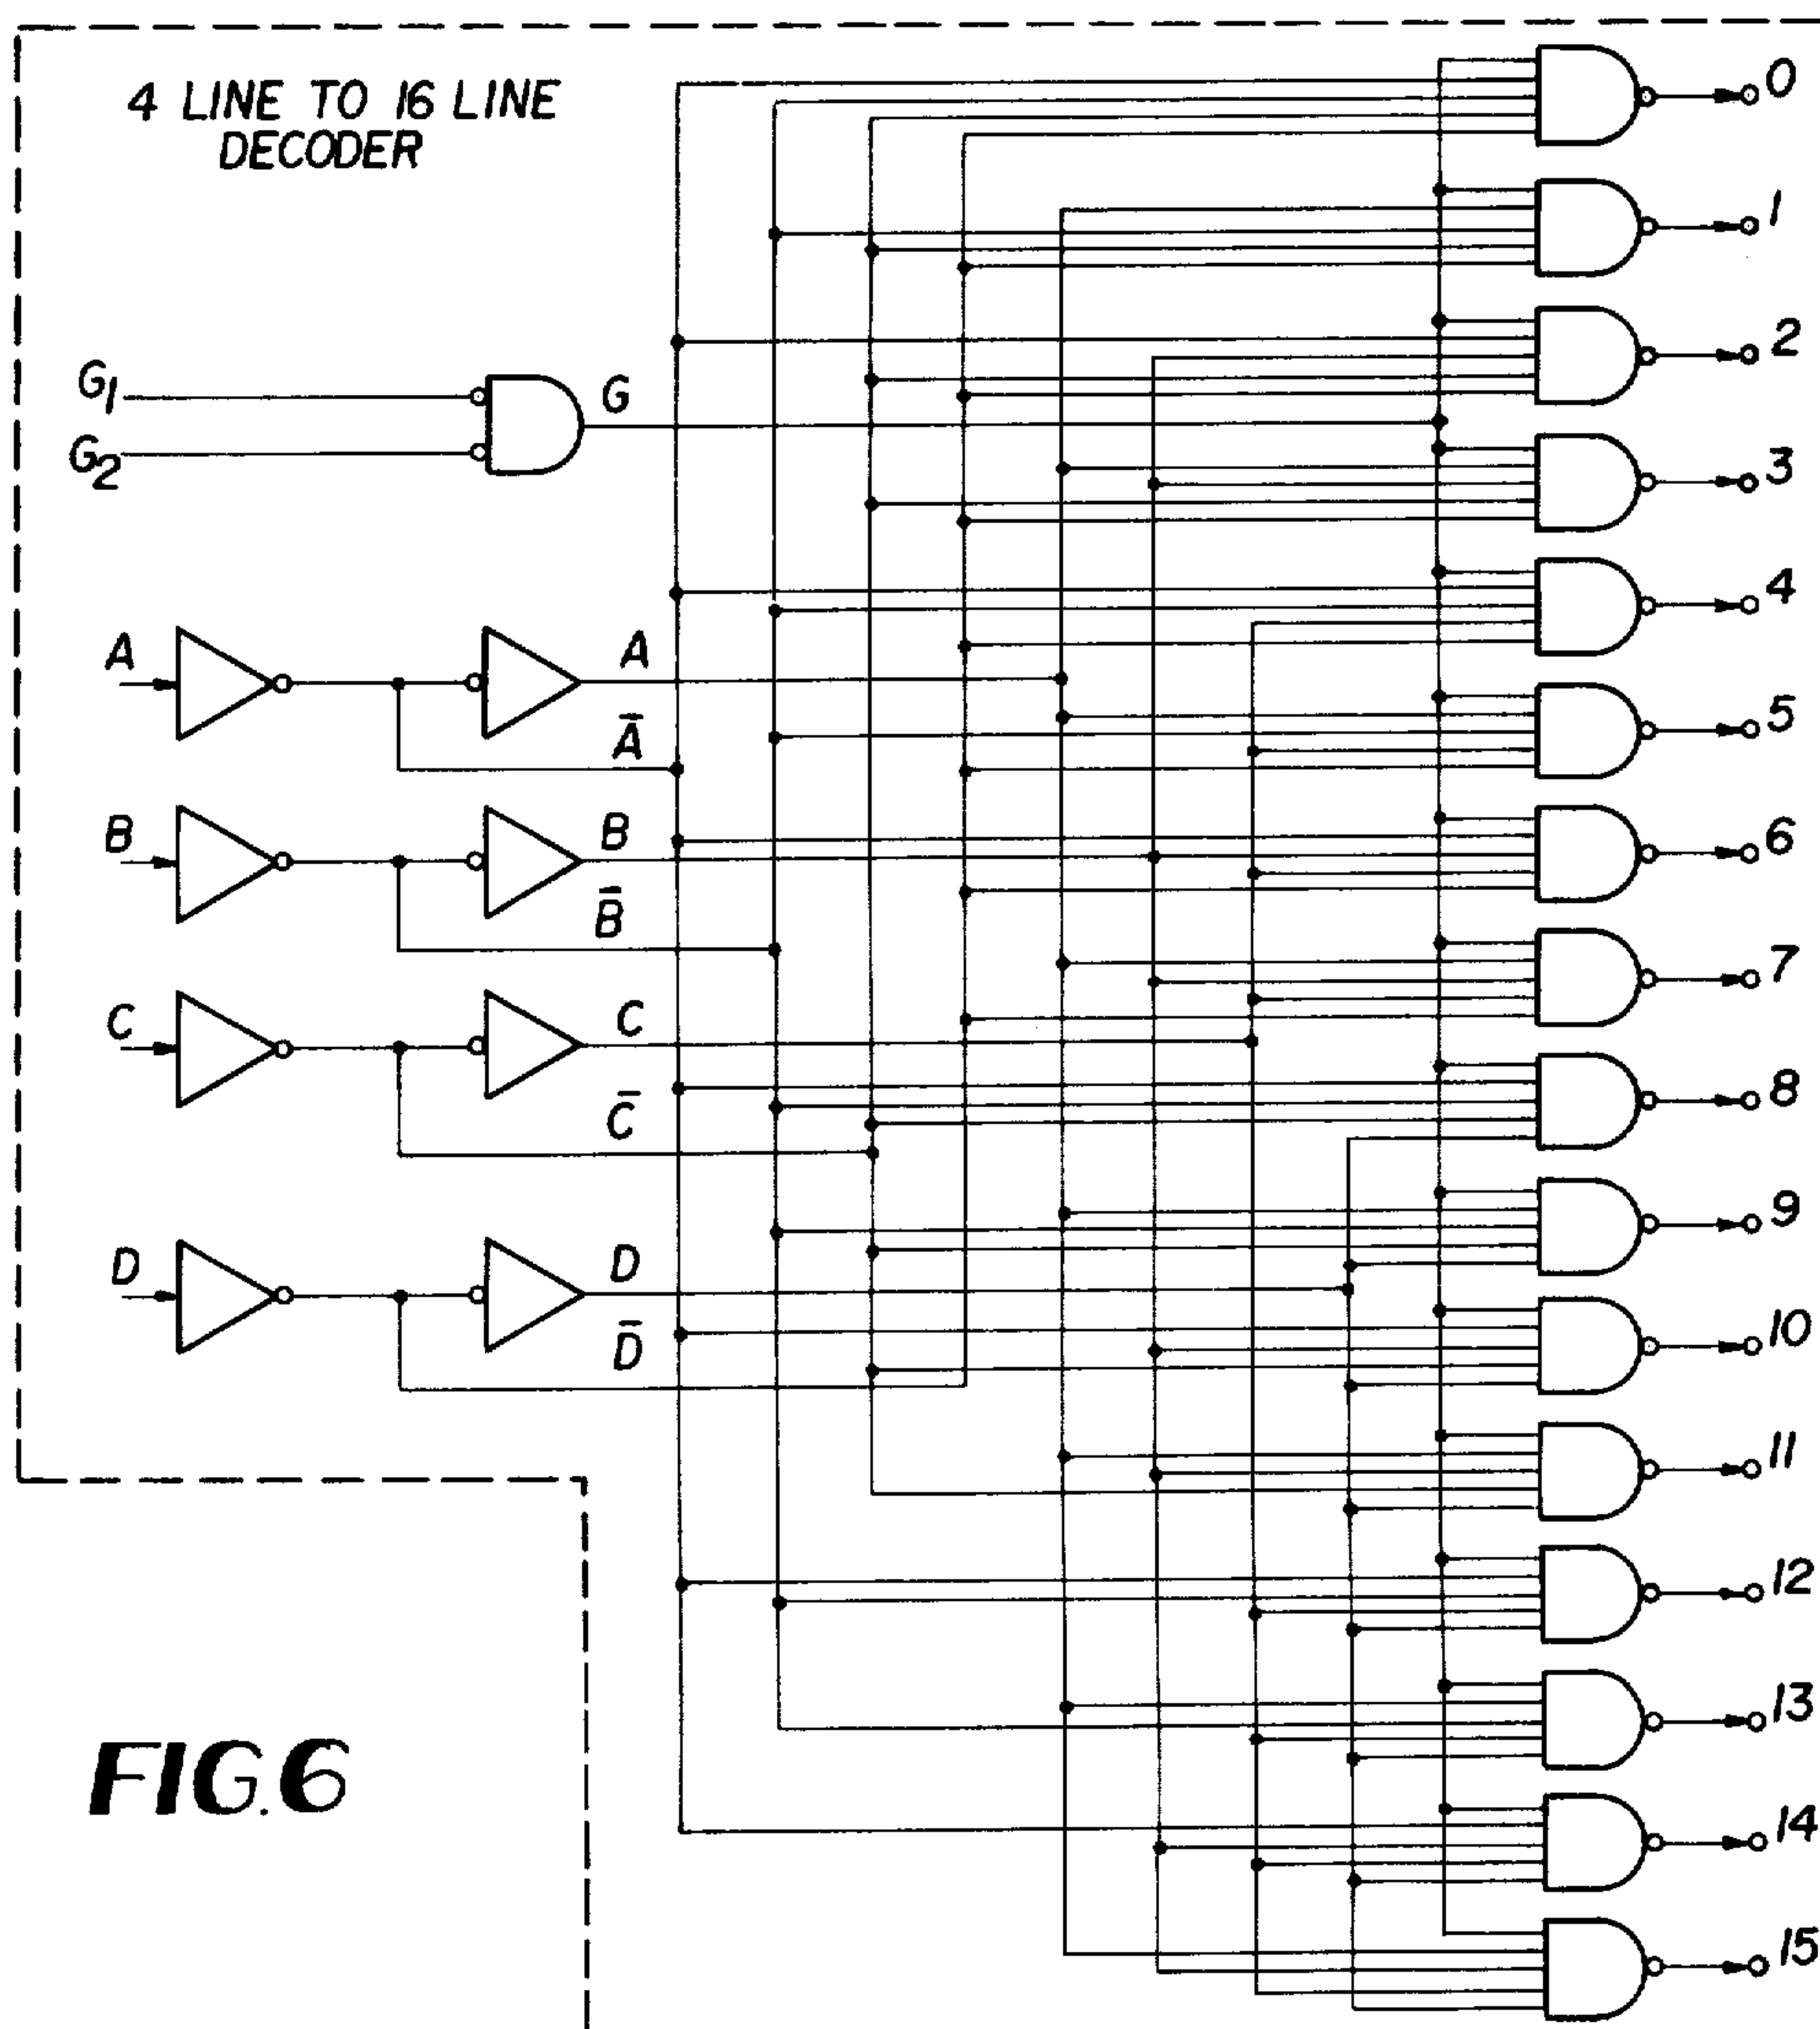 4 LINE TO 16 LINE
DECODER
0
1
2
G1
G
G2
3
4
A
A
Ā
5
B
B
B̄
6
7
C
C
C̄
8
9
D
D
D̄
10
11
12
13
FIG.6
14
15